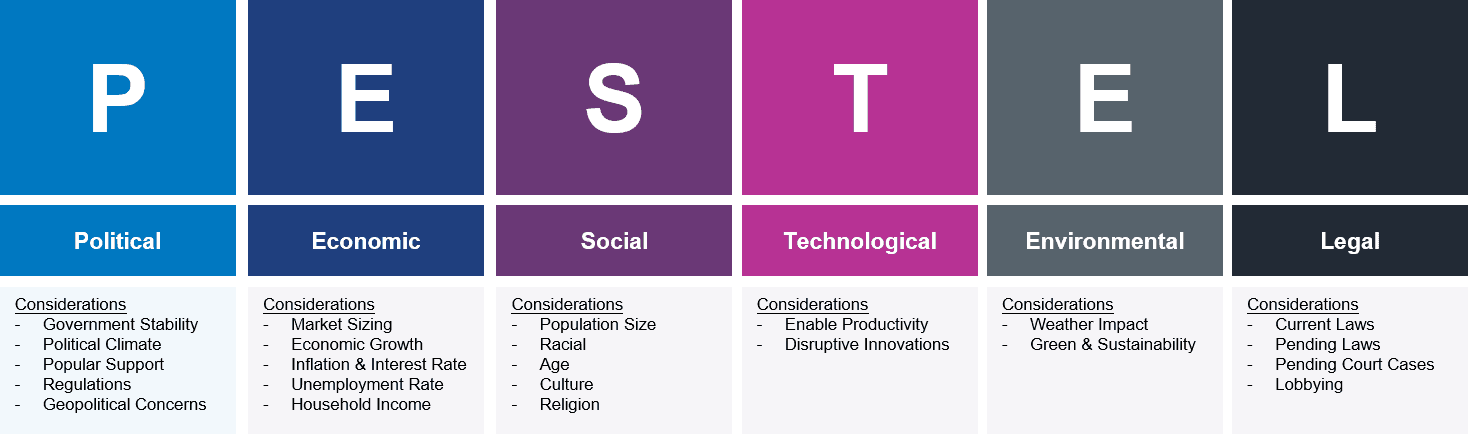 P
E
S
T
E
L
Political
Economic
Social
Technological
Environmental
Legal
Considerations
- Government Stability
- Political Climate
- Popular Support
- Regulations
- Geopolitical Concerns
Considerations
- Market Sizing
- Economic Growth
- Inflation & Interest Rate
- Unemployment Rate
- Household Income
Considerations
- Population Size
- Racial
- Age
- Culture
- Religion
Considerations
- Enable Productivity
- Disruptive Innovations
Considerations
- Weather Impact
- Green & Sustainability
Considerations
- Current Laws
- Pending Laws
- Pending Court Cases
- Lobbying